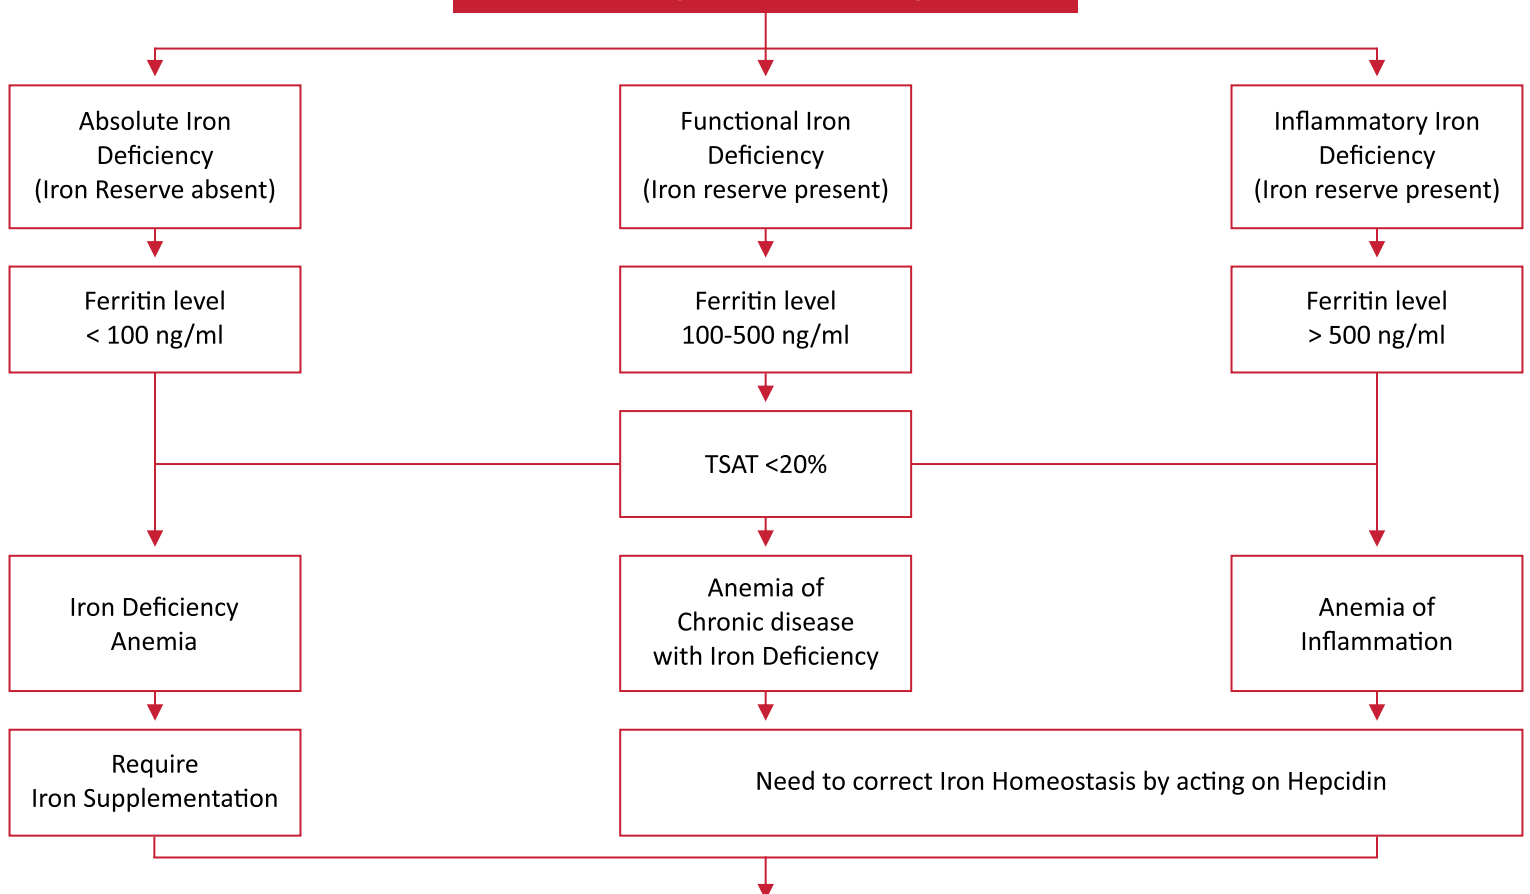 Absolute Iron
Deficiency
(Iron Reserve absent)
Functional Iron
Deficiency
(Iron reserve present)
Inflammatory Iron
Deficiency
(Iron reserve present)
Ferritin level
< 100 ng/ml
Ferritin level
100-500 ng/ml
Ferritin level
> 500 ng/ml
TSAT <20%
Iron Deficiency
Anemia
Anemia of
Chronic disease
with Iron Deficiency
Anemia of
Inflammation
Require
Iron Supplementation
Need to correct Iron Homeostasis by acting on Hepcidin